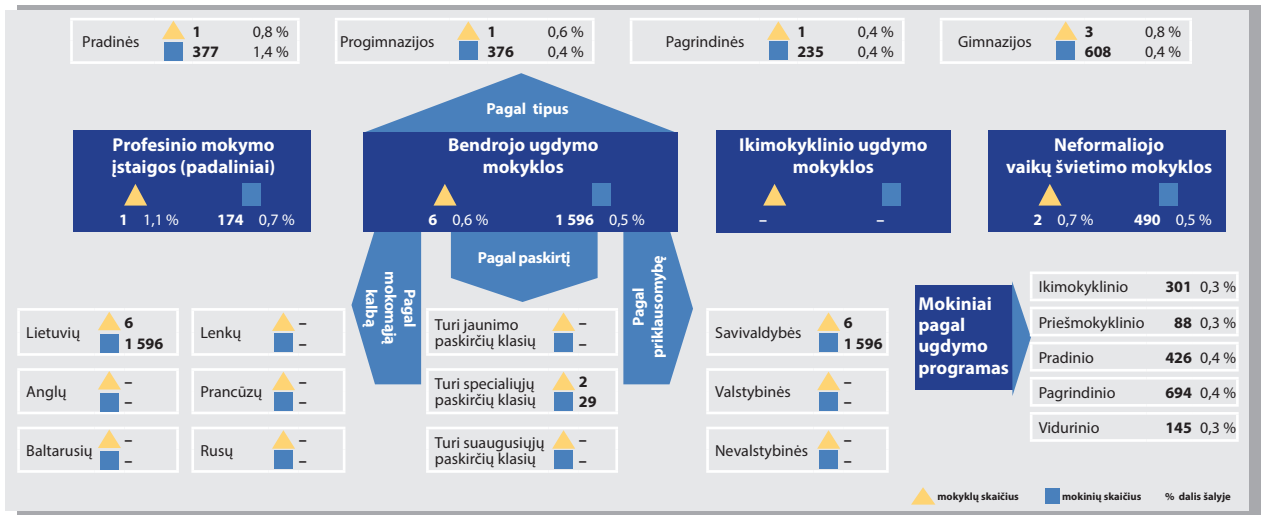 Pradinės
1 0,8 %
377 1,4 %
Progimnazijos
1 0,6 %
376 0,4 %
Pagrindinės
1 0,4 %
235 0,4 %
Gimnazijos
3 0,8 %
608 0,4 %
Pagal tipus
Profesinio mokymo
įstaigos (padaliniai)
1 1,1 % 174 0,7 %
Bendrojo ugdymo
mokyklos
6 0,6 % 1 596 0,5 %
Ikimokyklinio ugdymo
mokyklos
– –
Neformaliojo
vaikų švietimo mokyklos
2 0,7 % 490 0,5 %
Pagal
mokomąją
kalbą
Pagal paskirtį
Pagal
priklausomybę
Lietuvių
6
1 596
Lenkų
–
–
Anglų
–
–
Prancūzų
–
–
Baltarusių
–
–
Rusų
–
–
Turi jaunimo
paskirčių klasių
–
–
Turi specialiųjų
paskirčių klasių
2
29
Turi suaugusiųjų
paskirčių klasių
–
–
Savivaldybės
6
1 596
Valstybinės
–
–
Nevalstybinės
–
–
Mokiniai
pagal
ugdymo
programas
Ikimokyklinio 301 0,3 %
Priešmokyklinio 88 0,3 %
Pradinio 426 0,4 %
Pagrindinio 694 0,4 %
Vidurinio 145 0,3 %
mokyklų skaičius mokinių skaičius % dalis šalyje